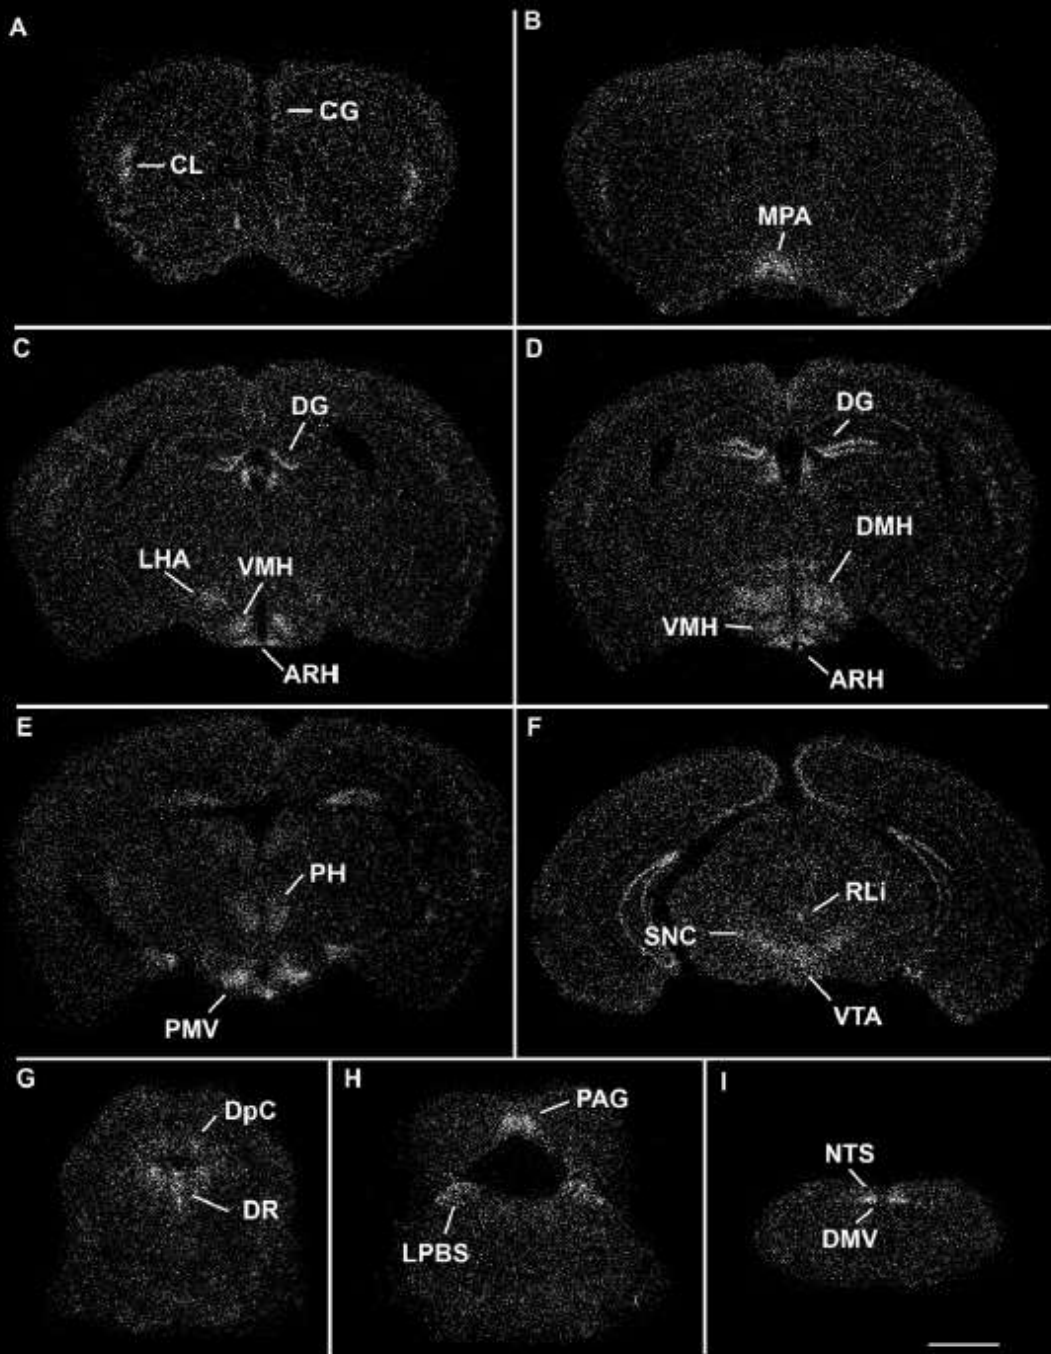 A
CG
CL
B
MPA
C
DG
LHA
VMH
ARH
D
DG
DMH
VMH
ARH
E
PH
PMV
F
RLi
SNC
VTA
G
DpC
DR
H
PAG
LPBS
I
NTS
DMV